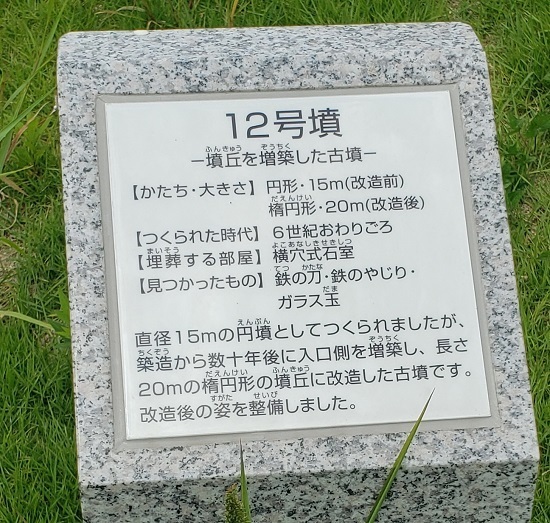 12号墳
ー墳丘を増築した古墳ー
【かたち・大きさ】円形・15m(改造前)
楕円形・20m(改造後)
【つくられた時代】6世紀おわりごろ
【埋葬する部屋】横穴式石室
【見つかったもの】鉄の刀・鉄のやじり・
ガラス玉
直径15mの円墳としてつくられましたが、
築造から数十年後に入口側を増築し、長さ
20mの楕円形の墳丘に改造した古墳です。
改造後の姿を整備しました。